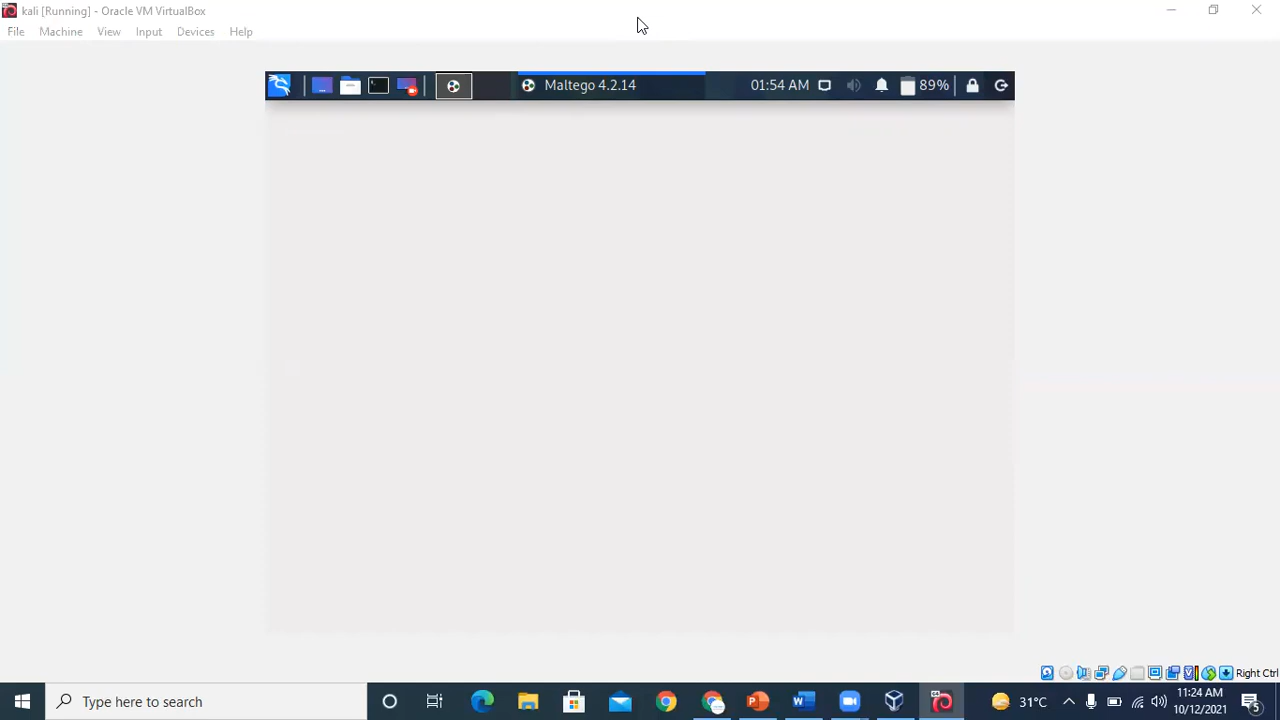 kali [Running] - Oracle VM VirtualBox
File Machine View Input Devices Help
Maltego 4.2.14 01:54 AM 89%
Right Ctrl
Type here to search 31°C 11:24 AM
10/12/2021 5